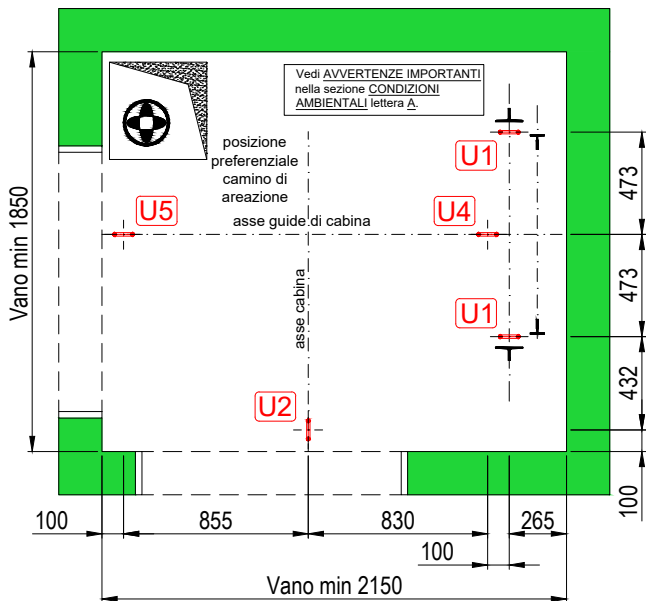 Vedi AVVERTENZE IMPORTANTI
nella sezione CONDIZIONI
AMBIENTALI lettera A.
posizione
preferenziale
camino di
areazione
U1
473
U5
asse guide di cabina
U4
Vano min 1850
asse cabina
473
U1
U2
432
100
100
855
830
265
100
Vano min 2150